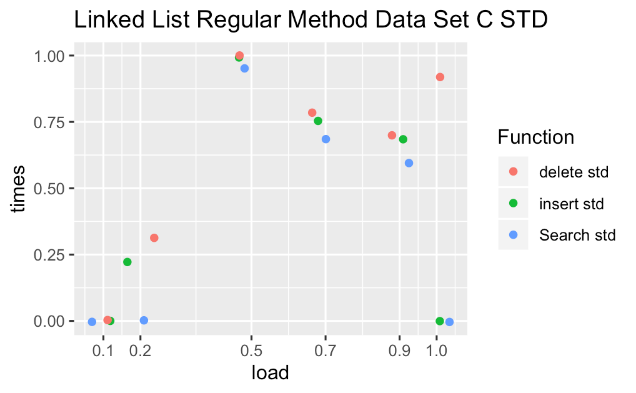 Linked List Regular Method Data Set C STD
1.00
0.75
0.50
0.25
0.00
times
0.1 0.2 0.5 0.7 0.9 1.0
load
Function
delete std
insert std
Search std